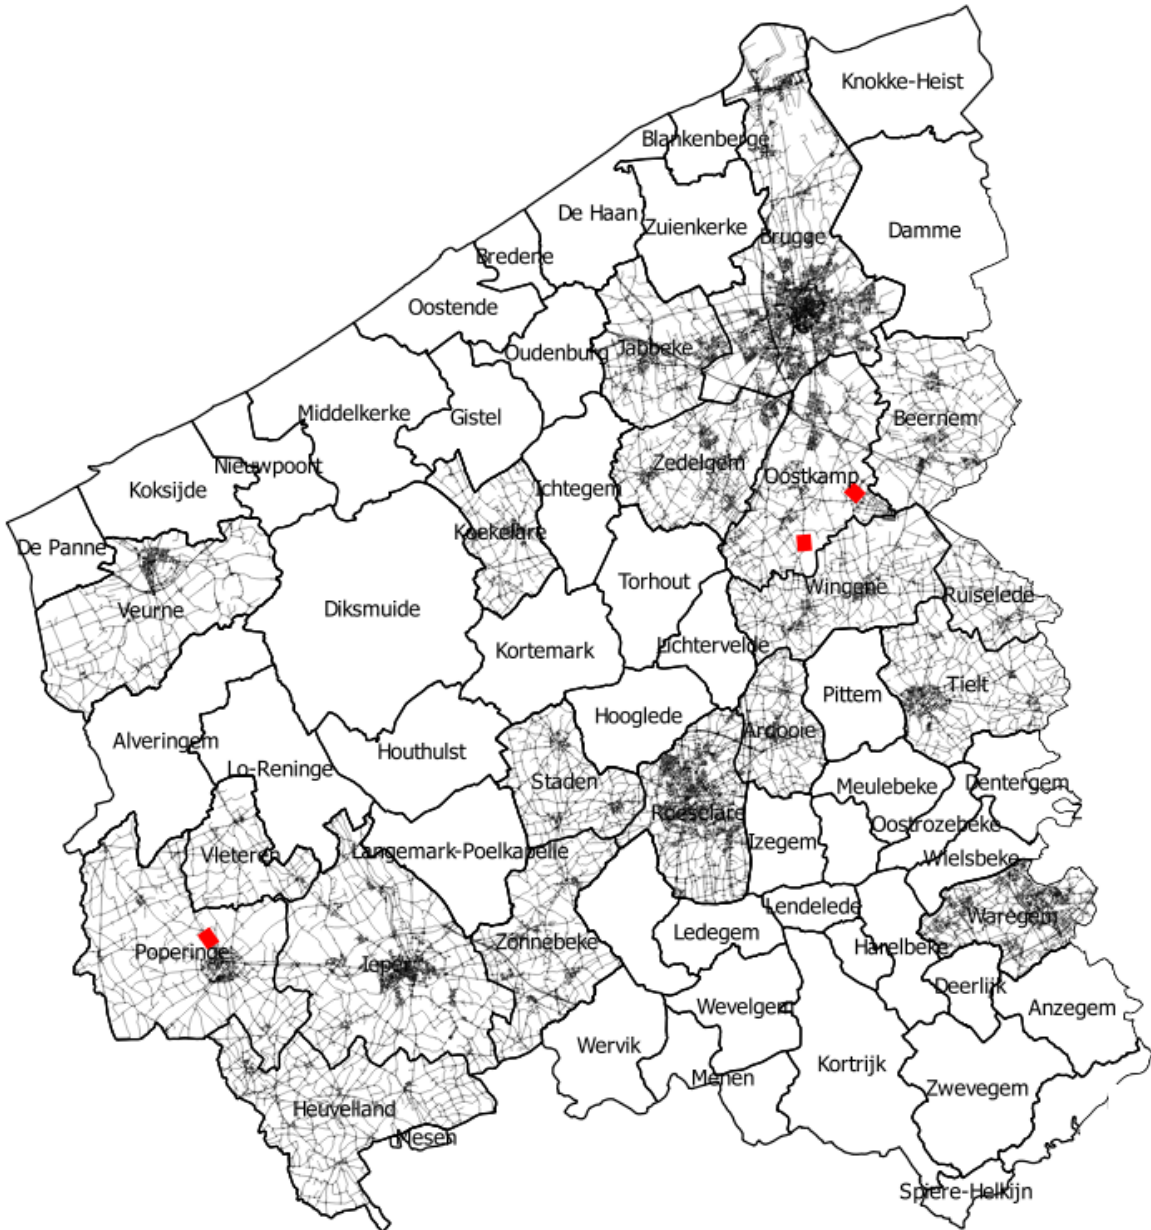 Knokke-Heist
Blankenberge
De Haan
Zuienkerke
Damme
Brugge
Bredene
Oostende
Oudenburg
Jabbeke
Middelkerke
Gistel
Beernem
Nieuwpoort
Zedelgem
Oostkamp
Koksijde
Ichtegem
Koekelare
De Panne
Torhout
Winggne
Ruiselede
Veurne
Diksmuide
Kortemark
Lichtervelde
Tielt
Pittem
Hooglede
Ardooie
Alveringem
Houthulst
Lo-Reninge
Staden
Meulebeke
Dentergem
Roeselare
Oostrozebeke
Izegem
Vleteren
Langemark-Poelkapelle
Wielsbeke
Lendelede
Waregem
Ledegem
Zonnebeke
Harelbeke
Poperinge
Ieper
Deerlijk
Wevelgem
Anzegem
Wervik
Kortrijk
Menen
Zwevegem
Heuvelland
Mesen
Spiere-Helkijn